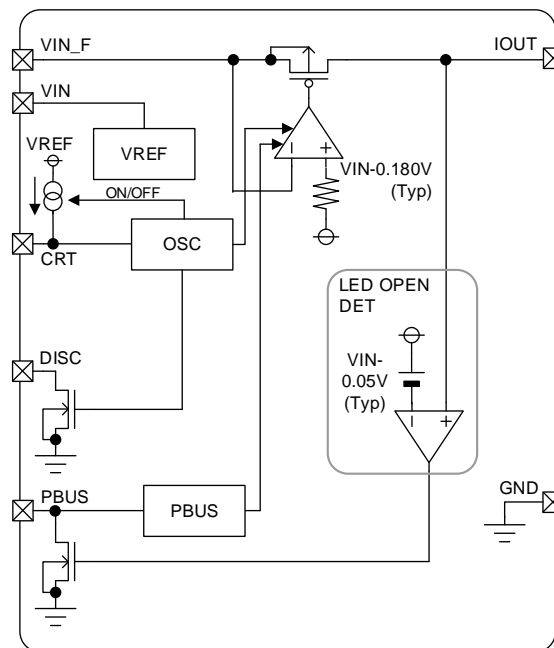 VIN_F
IOUT
VIN
VREF
VREF
ON/OFF
VIN-0.180V
(Typ)
CRT
OSC
LED OPEN
DET
VIN-
0.05V
(Typ)
DISC
PBUS
PBUS
GND